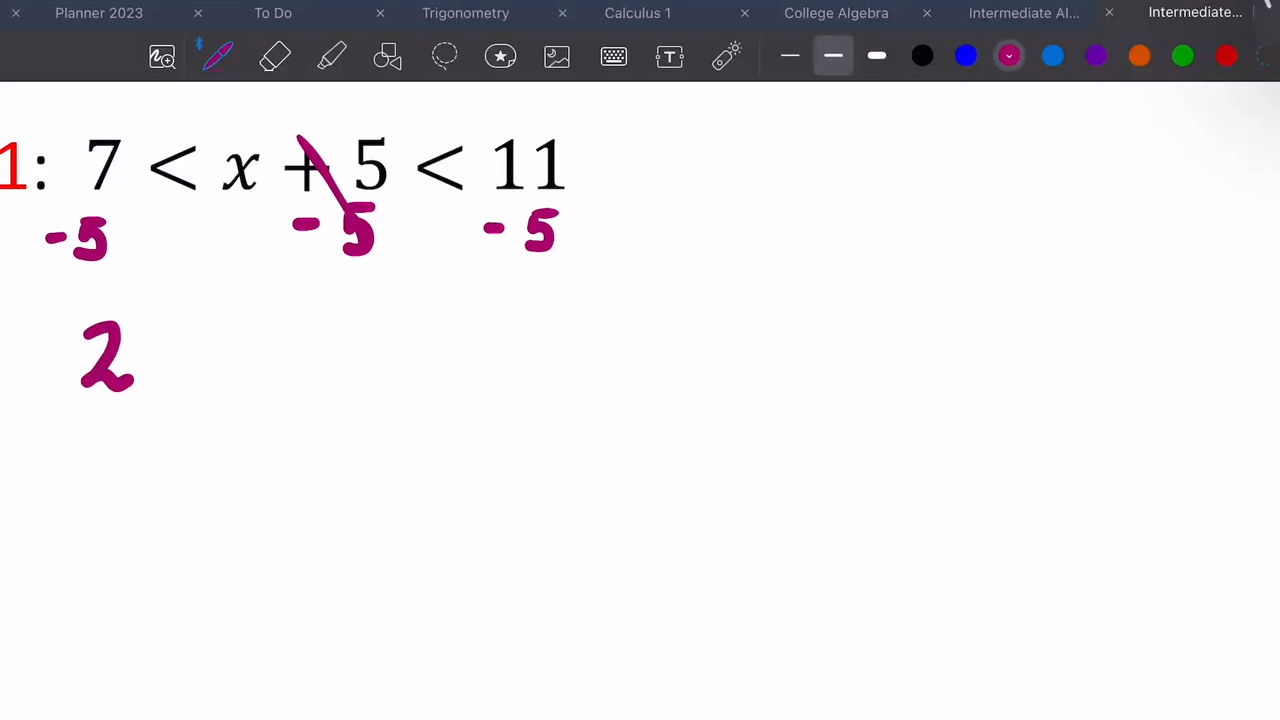 Planner 2023 To Do Trigonometry Calculus 1 College Algebra Intermediate Al... Intermediate...
T
1: 7 < x + 5 < 11
-5 - 5 - 5
2